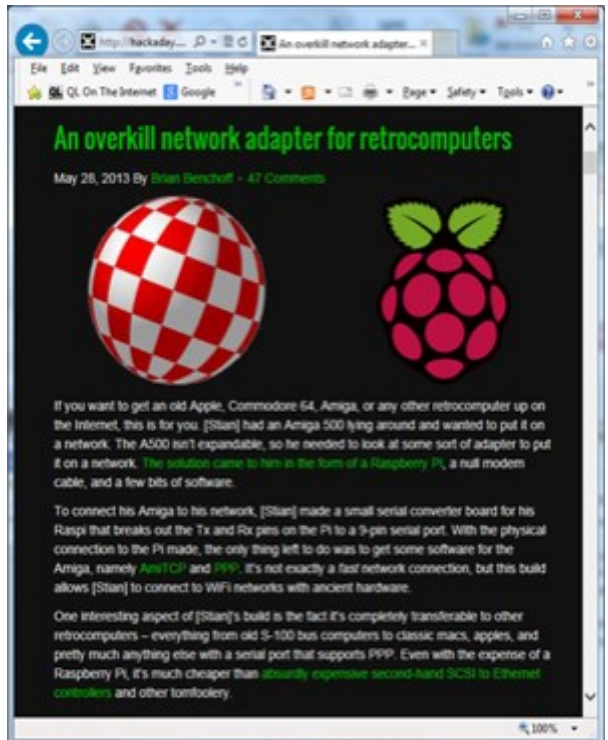 http://hackaday...
An overkill network adapter...
File Edit View Favorites Tools Help
QL On The Internet Google
Page Safety Tools
An overkill network adapter for retrocomputers
May 28, 2013 By Brian Benchoff - 47 Comments
If you want to get an old Apple, Commodore 64, Amiga, or any other retrocomputer up on
the Internet, this is for you. [Stian] had an Amiga 500 lying around and wanted to put it on
a network. The A500 isn't expandable, so he needed to look at some sort of adapter to put
it on a network. The solution came to him in the form of a Raspberry Pi, a null modem
cable, and a few bits of software.
To connect his Amiga to his network, [Stian] made a small serial converter board for his
Raspi that breaks out the Tx and Rx pins on the Pi to a 9-pin serial port. With the physical
connection to the Pi made, the only thing left to do was to get some software for the
Amiga, namely AmiTCP and PPP. It's not exactly a fast network connection, but this build
allows [Stian] to connect to WiFi networks with ancient hardware.
One interesting aspect of [Stian]'s build is the fact it's completely transferable to other
retrocomputers – everything from old S-100 bus computers to classic macs, apples, and
pretty much anything else with a serial port that supports PPP. Even with the expense of a
Raspberry Pi, it's much cheaper than absurdly expensive second-hand SCSI to Ethernet
controllers and other tomfoolery.
100%